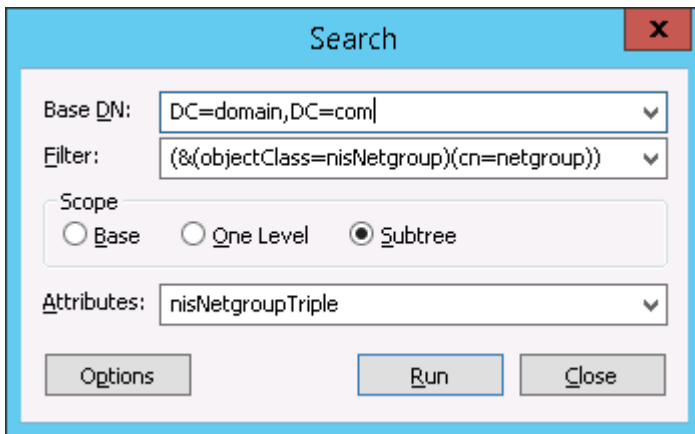 Search
x
Base DN: DC=domain,DC=com
Filter: (&(objectClass=nisNetgroup)(cn=netgroup))
Scope
Base One Level Subtree
Attributes: nisNetgroupTriple
Options Run Close